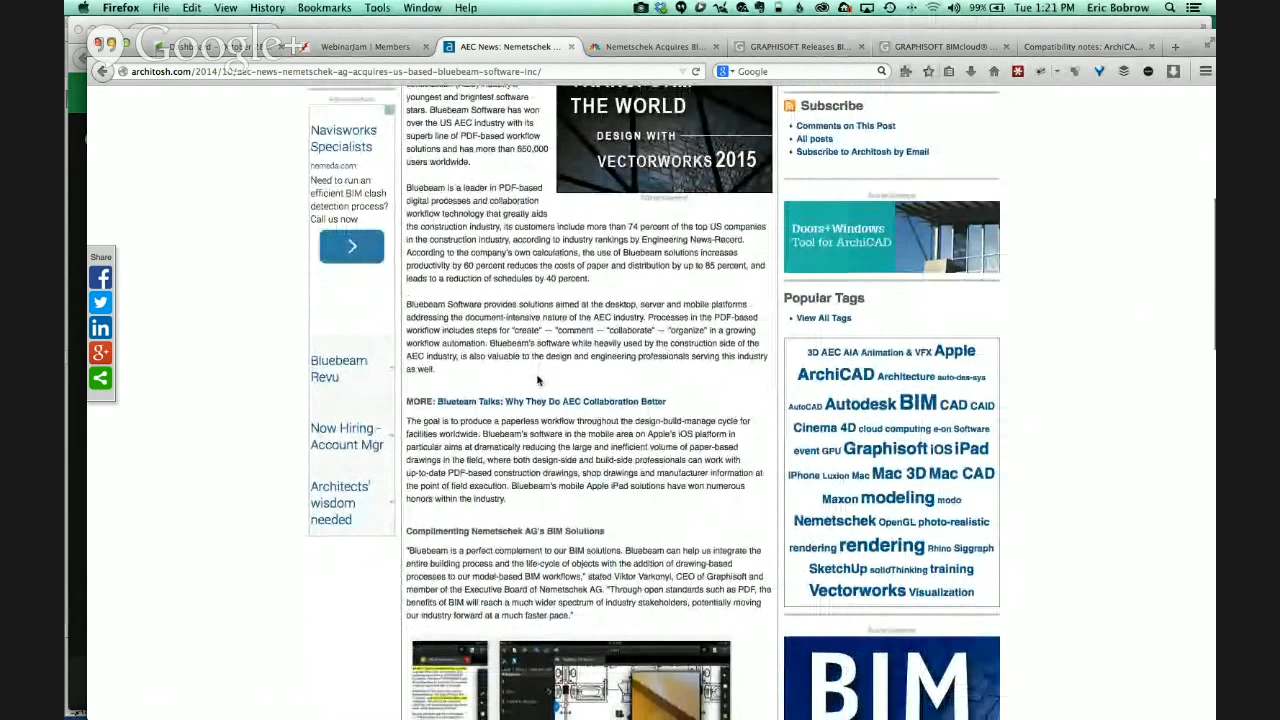 Firefox File Edit View History Bookmarks Tools Window Help 99% Tue 1:21 PM Eric Bobrow
Google+
Dashboard - October 28
WebinarJam | Members
AEC News: Nemetschek ...
Nemetschek Acquires Bl...
GRAPHISOFT Releases BI...
GRAPHISOFT BIMcloud® ...
Compatibility notes: ArchiCA...
architosh.com/2014/10/aec-news-nemetschek-ag-acquires-us-based-bluebeam-software-inc/
Google
Share
Navisworks
Specialists
Need to run an
efficient BIM clash
detection process?
Call us now
Bluebeam
Revu
Now Hiring -
Account Mgr
Architects'
wisdom
needed
youngest and brightest software
stars. Bluebeam Software has won
over the US AEC industry with its
superb line of PDF-based workflow
solutions and has more than 650,000
users worldwide.
THE WORLD
DESIGN WITH
VECTORWORKS 2015
Advertisement
Bluebeam is a leader in PDF-based
digital processes and collaboration
workflow technology that greatly aids
the construction industry, its customers include more than 74 percent of the top US companies
in the construction industry, according to industry rankings by Engineering News-Record.
According to the company's own calculations, the use of Bluebeam solutions increases
productivity by 60 percent reduces the costs of paper and distribution by up to 85 percent, and
leads to a reduction of schedules by 40 percent.
Bluebeam Software provides solutions aimed at the desktop, server and mobile platforms
addressing the document-intensive nature of the AEC industry. Processes in the PDF-based
workflow includes steps for "create" — "comment — "collaborate" — "organize" in a growing
workflow automation. Bluebeam's software while heavily used by the construction side of the
AEC industry, is also valuable to the design and engineering professionals serving this industry
as well.
MORE: Blueteam Talks: Why They Do AEC Collaboration Better
The goal is to produce a paperless workflow throughout the design-build-manage cycle for
facilities worldwide. Bluebeam's software in the mobile area on Apple's iOS platform in
particular aims at dramatically reducing the large and inefficient volume of paper-based
drawings in the field, where both design-side and build-side professionals can work with
up-to-date PDF-based construction drawings, shop drawings and manufacturer information at
the point of field execution. Bluebeam's mobile Apple iPad solutions have won numerous
honors within the industry.
Complimenting Nemetschek AG's BIM Solutions
"Bluebeam is a perfect complement to our BIM solutions. Bluebeam can help us integrate the
entire building process and the life-cycle of objects with the addition of drawing-based
processes to our model-based BIM workflows," stated Viktor Varkonyi, CEO of Graphisoft and
member of the Executive Board of Nemetschek AG. "Through open standards such as PDF, the
benefits of BIM will reach a much wider spectrum of industry stakeholders, potentially moving
our industry forward at a much faster pace."
Subscribe
Comments on This Post
All posts
Subscribe to Architosh by Email
Advertisement
Doors+Windows
Tool for ArchiCAD
Popular Tags
View All Tags
3D AEC AIA Animation & VFX Apple
ArchiCAD Architecture auto-des-sys
AutoCAD Autodesk BIM CAD CAID
Cinema 4D cloud computing e-on Software
event GPU Graphisoft iOS iPad
iPhone Luxion Mac Mac 3D Mac CAD
Maxon modeling modo
Nemetschek OpenGL photo-realistic
rendering rendering Rhino Siggraph
SketchUp solidThinking training
Vectorworks Visualization
Advertisement
BIM